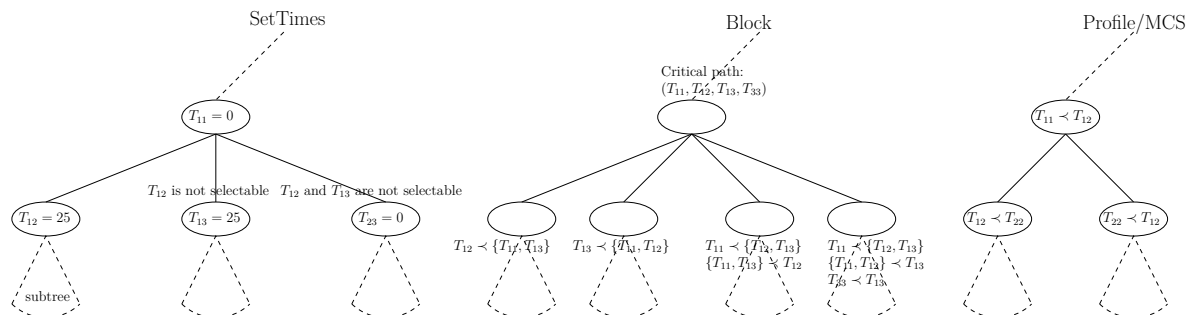 SetTimes
Block
Profile/MCS
Critical path:
(T₁₁, T₁₂, T₁₃, T₃₃)
T₁₁ = 0
T₁₁ ≺ T₁₂
T₁₂ is not selectable
T₁₂ and T₁₃ are not selectable
T₁₂ = 25
T₁₃ = 25
T₂₃ = 0
T₁₂ ≺ T₂₂
T₂₂ ≺ T₁₂
T₁₂ ≺ {T₁₁, T₁₃}
T₁₃ ≺ {T₁₁, T₁₂}
T₁₁ ≺ {T₁₂, T₁₃}
{T₁₁, T₁₃} ≺ T₁₂
T₁₁ ≺ {T₁₂, T₁₃}
{T₁₁, T₁₂} ≺ T₁₃
T₃₃ ≺ T₁₃
subtree